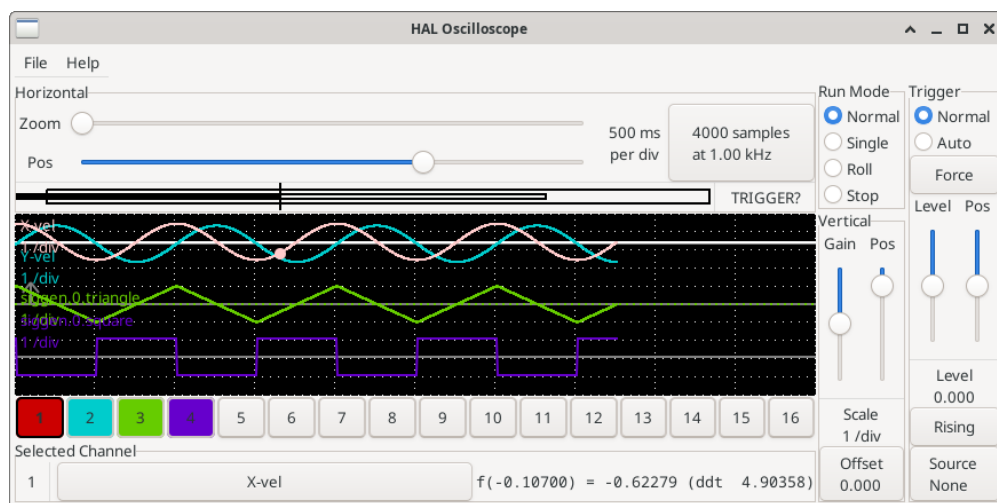 HAL Oscilloscope
File Help
Horizontal
Zoom
Pos
500 ms
per div
4000 samples
at 1.00 kHz
TRIGGER?
Run Mode
Normal
Single
Roll
Stop
Trigger
Normal
Auto
Force
Level Pos
Vertical
Gain Pos
X-vel
1 /div
Y-vel
1 /div
siggen.0.triangle
1 /div
siggen.0.square
1 /div
1 2 3 4 5 6 7 8 9 10 11 12 13 14 15 16
Scale
1 /div
Offset
0.000
Level
0.000
Rising
Source
None
Selected Channel
1 X-vel f(-0.10700) = -0.62279 (ddt 4.90358)